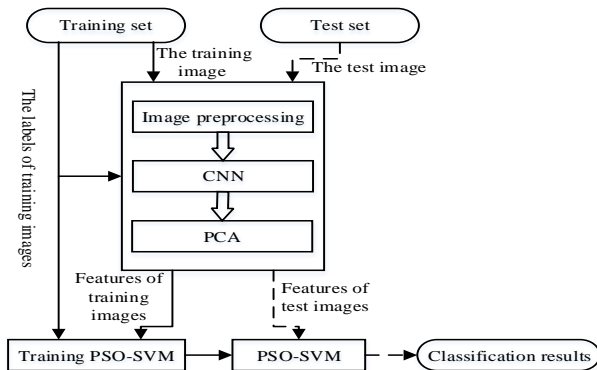 Training set
Test set
The training
image
The test image
The labels of training images
Image preprocessing
CNN
PCA
Features of
training
images
Features of
test images
Training PSO-SVM
PSO-SVM
Classification results